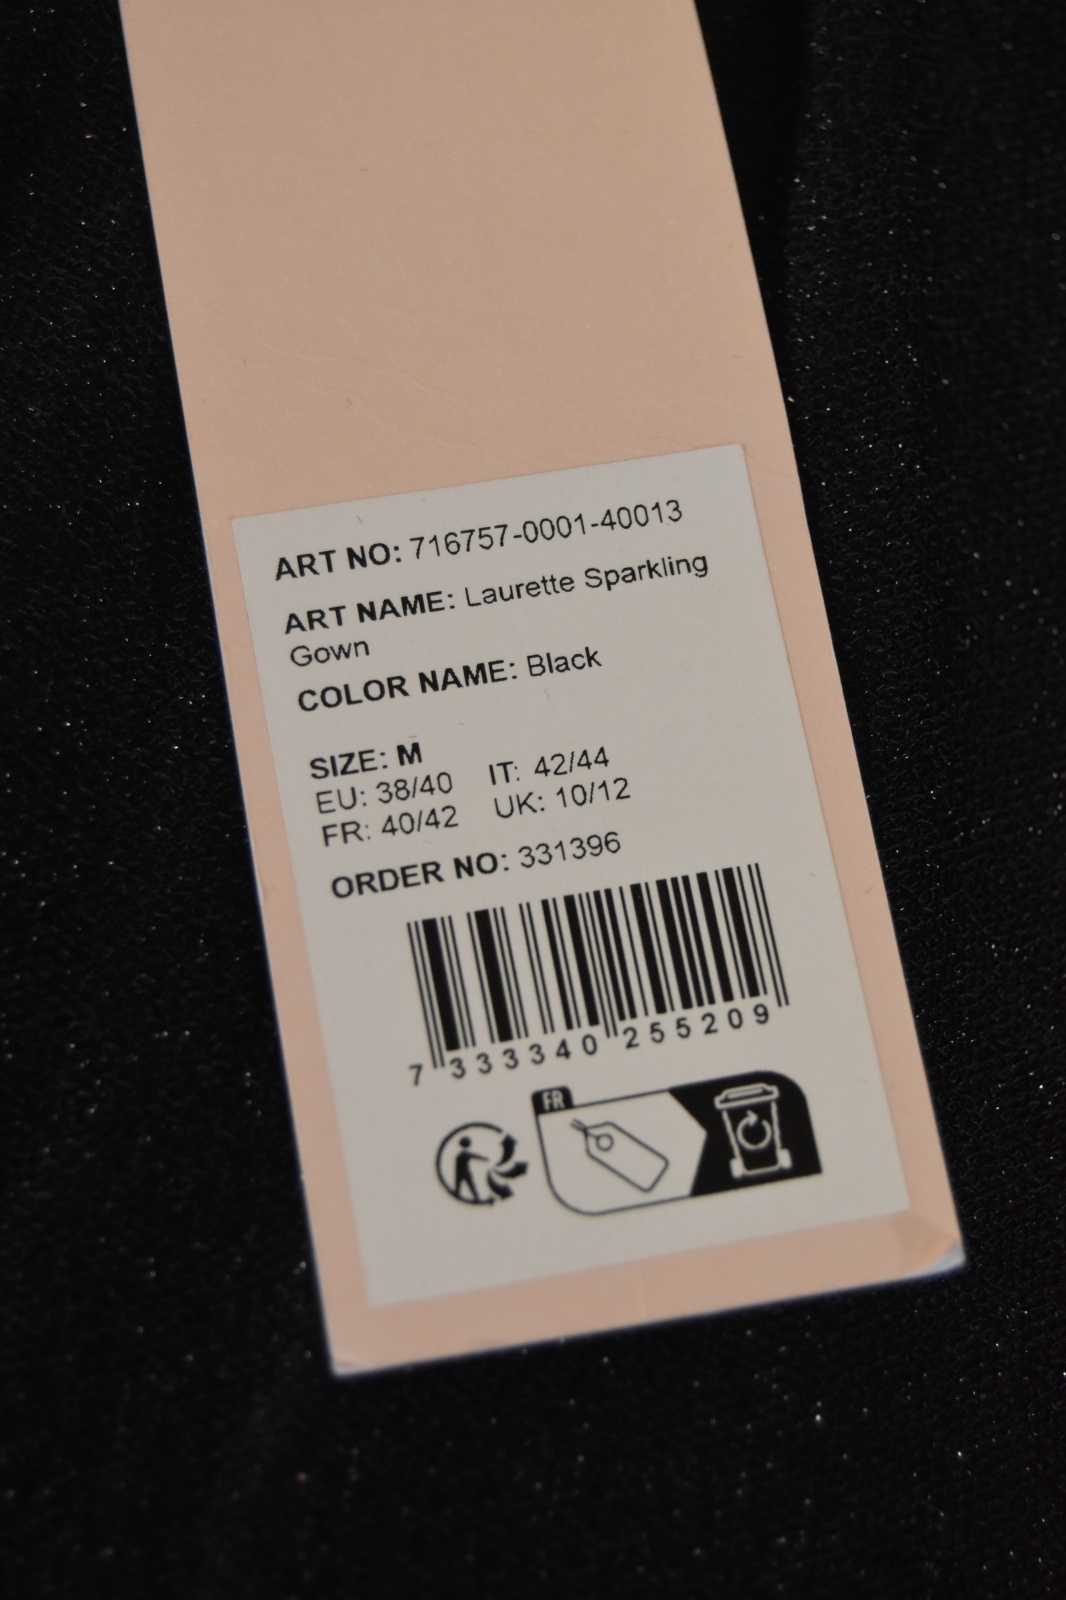 ART NO: 716757-0001-40013
ART NAME: Laurette Sparkling
Gown
COLOR NAME: Black
SIZE: M
EU: 38/40 IT: 42/44
FR: 40/42 UK: 10/12
ORDER NO: 331396
7 333340 255209
FR